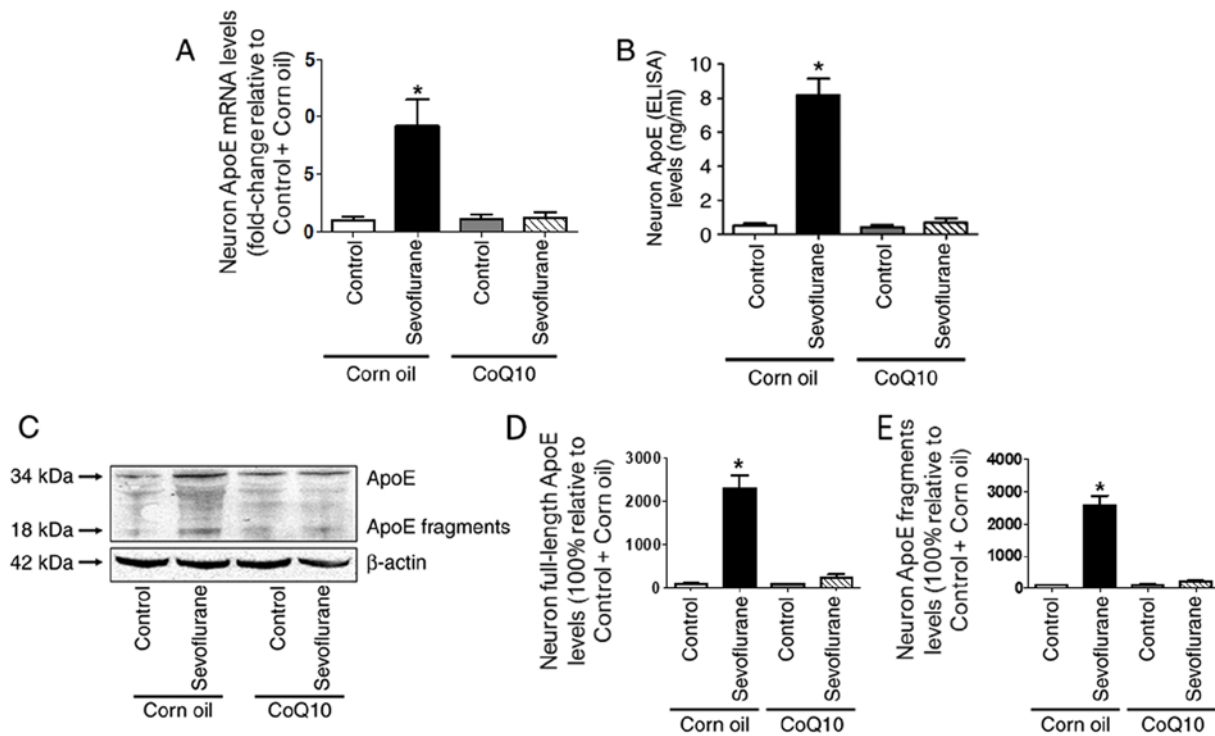 A
Neuron ApoE mRNA levels
(fold-change relative to
Control + Corn oil)
5
0
5
0
*
Control
Sevoflurane
Control
Sevoflurane
Corn oil
CoQ10
B
Neuron ApoE (ELISA)
levels (ng/ml)
10
8
6
4
2
0
*
Control
Sevoflurane
Control
Sevoflurane
Corn oil
CoQ10
C
34 kDa
18 kDa
42 kDa
ApoE
ApoE fragments
β-actin
Control
Sevoflurane
Control
Sevoflurane
Corn oil
CoQ10
D
Neuron full-length ApoE
levels (100% relative to
Control + Corn oil)
3000
2000
1000
0
*
Control
Sevoflurane
Control
Sevoflurane
Corn oil
CoQ10
E
Neuron ApoE fragments
levels (100% relative to
Control + Corn oil)
4000
3000
2000
1000
0
*
Control
Sevoflurane
Control
Sevoflurane
Corn oil
CoQ10